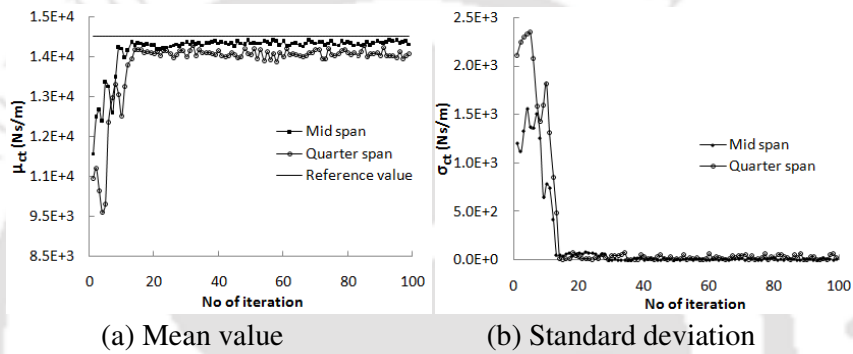 1.5E+4
1.4E+4
1.3E+4
1.2E+4
1.1E+4
9.5E+3
8.5E+3
μct (Ns/m)
Mid span
Quarter span
Reference value
0 20 40 60 80 100
No of iteration
(a) Mean value
2.5E+3
2.0E+3
1.5E+3
1.0E+3
5.0E+2
0.0E+0
σct (Ns/m)
Mid span
Quarter span
0 20 40 60 80 100
No of iteration
(b) Standard deviation